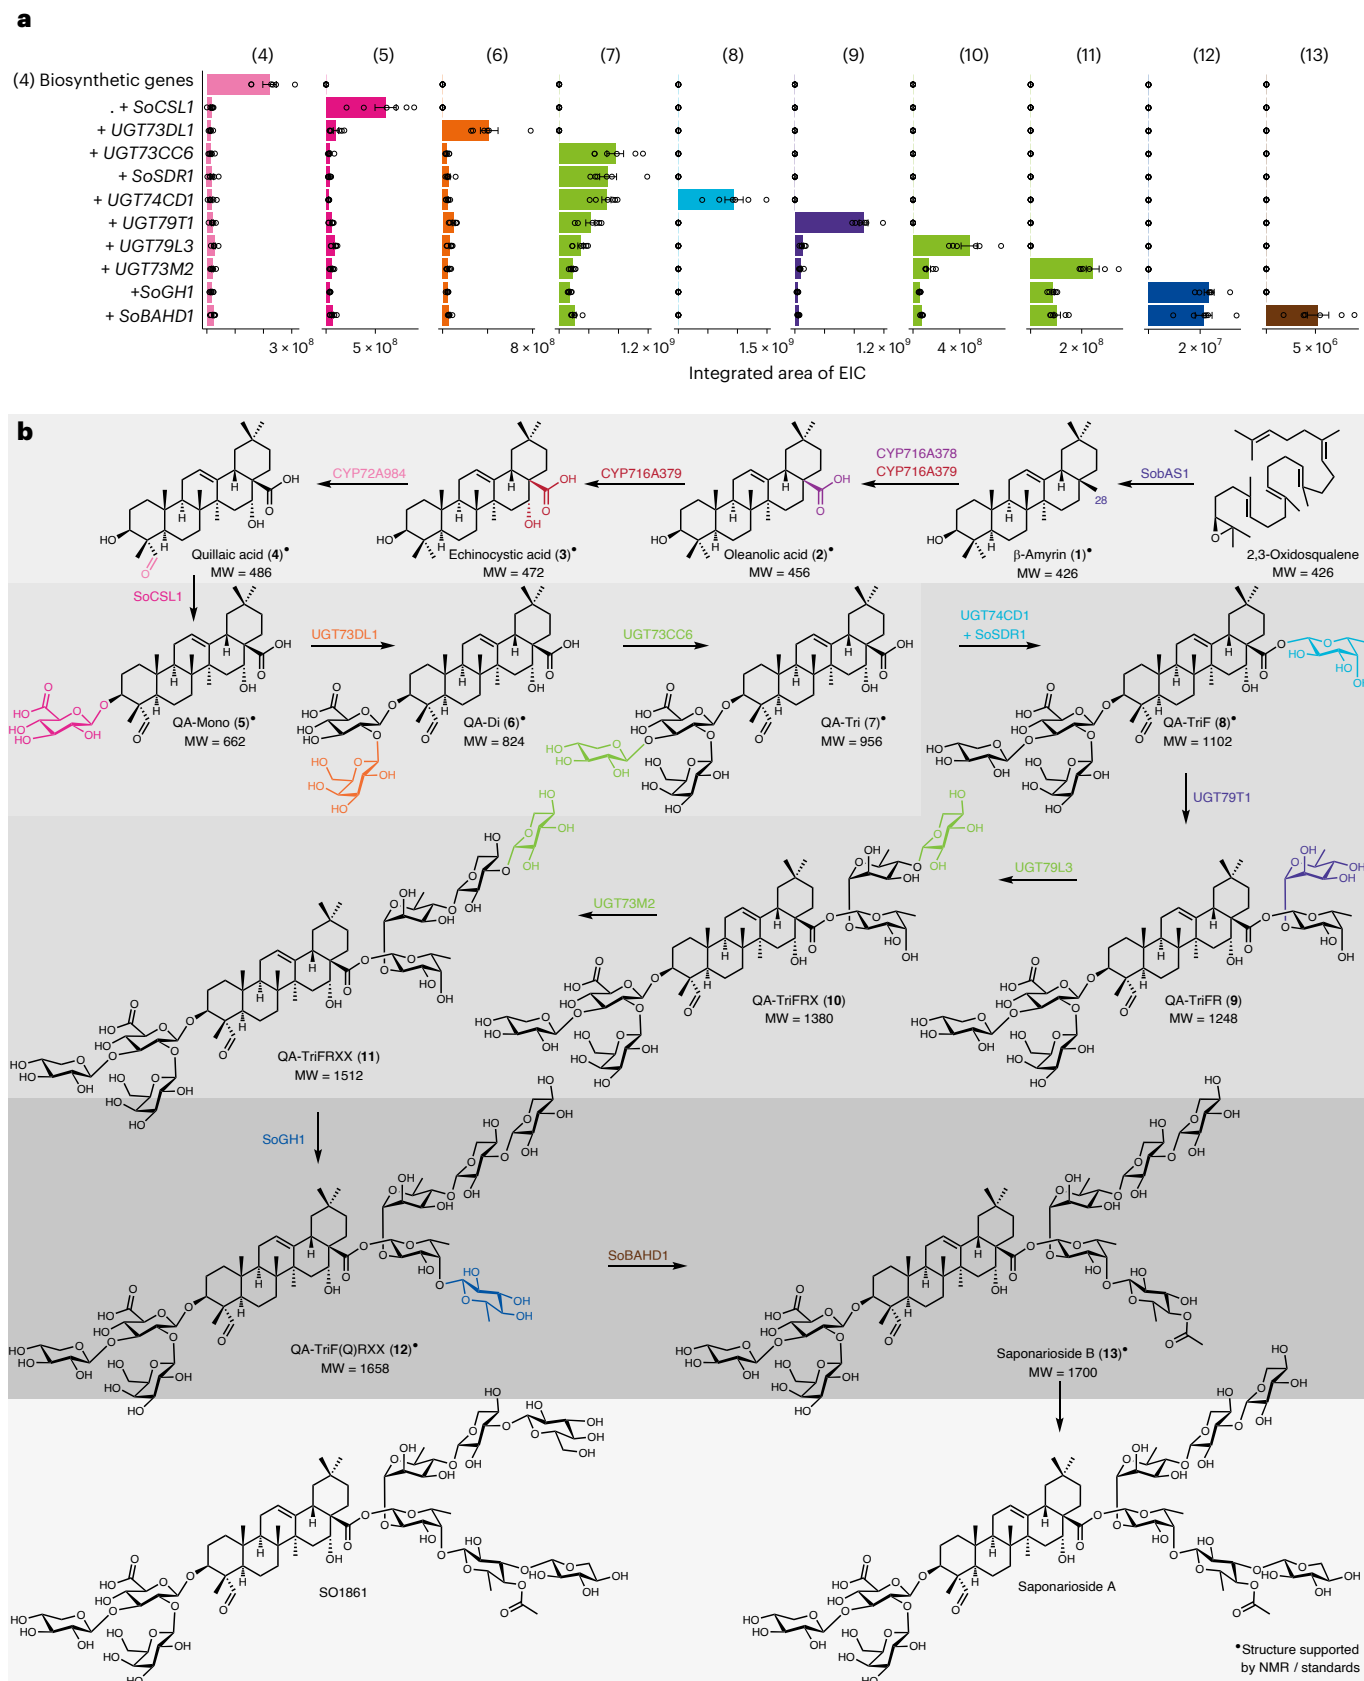 a
(4) (5) (6) (7) (8) (9) (10) (11) (12) (13)
(4) Biosynthetic genes
. + SoCSL1
+ UGT73DL1
+ UGT73CC6
+ SoSDR1
+ UGT74CD1
+ UGT79T1
+ UGT79L3
+ UGT73M2
+SoGH1
+ SoBAHD1
3 × 10⁸ 5 × 10⁸ 8 × 10⁸ 1.2 × 10⁹ 1.5 × 10⁹ 1.2 × 10⁹ 4 × 10⁸ 2 × 10⁸ 2 × 10⁷ 5 × 10⁶
Integrated area of EIC
b
CYP72A984
CYP716A379
CYP716A378
CYP716A379
SobAS1
28
Quillaic acid (4)•
MW = 486
Echinocystic acid (3)•
MW = 472
Oleanolic acid (2)•
MW = 456
β-Amyrin (1)•
MW = 426
2,3-Oxidosqualene
MW = 426
SoCSL1
UGT73DL1
UGT73CC6
UGT74CD1
+ SoSDR1
QA-Mono (5)•
MW = 662
QA-Di (6)•
MW = 824
QA-Tri (7)•
MW = 956
QA-TriF (8)•
MW = 1102
UGT79T1
UGT79L3
UGT73M2
QA-TriFRXX (11)
MW = 1512
QA-TriFRX (10)
MW = 1380
QA-TriFR (9)
MW = 1248
SoGH1
SoBAHD1
QA-TriF(Q)RXX (12)•
MW = 1658
Saponarioside B (13)•
MW = 1700
SO1861
Saponarioside A
•Structure supported
by NMR / standards